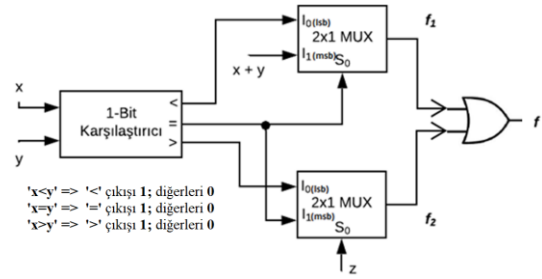 I0(lsb)
2x1 MUX
I1(msb)
S0
f1
x + y
x
y
1-Bit
Karşılaştırıcı
<
=
>
f
I0(lsb)
2x1 MUX
I1(msb)
S0
f2
z
'x<y' => '<' çıkışı 1; diğerleri 0
'x=y' => '=' çıkışı 1; diğerleri 0
'x>y' => '>' çıkışı 1; diğerleri 0